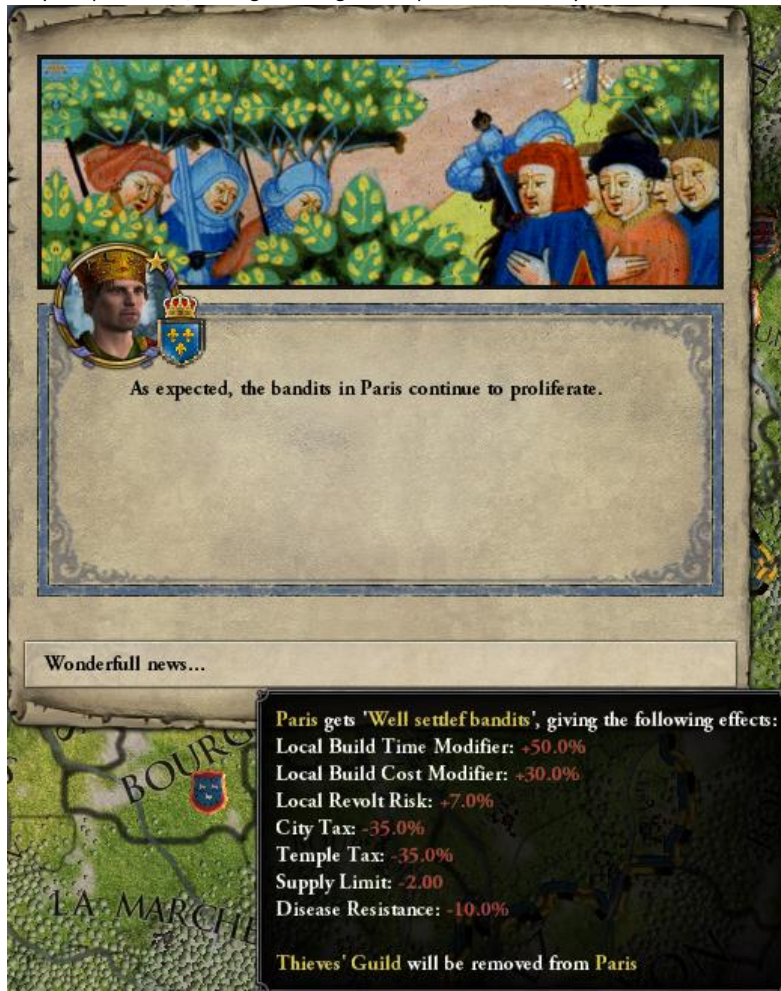 As expected, the bandits in Paris continue to proliferate.
Wonderfull news...
Paris gets 'Well settlef bandits', giving the following effects:
Local Build Time Modifier: +50.0%
Local Build Cost Modifier: +30.0%
Local Revolt Risk: +7.0%
City Tax: -35.0%
Temple Tax: -35.0%
Supply Limit: -2.00
Disease Resistance: -10.0%
Thieves' Guild will be removed from Paris
BOURG
LA MARCHE